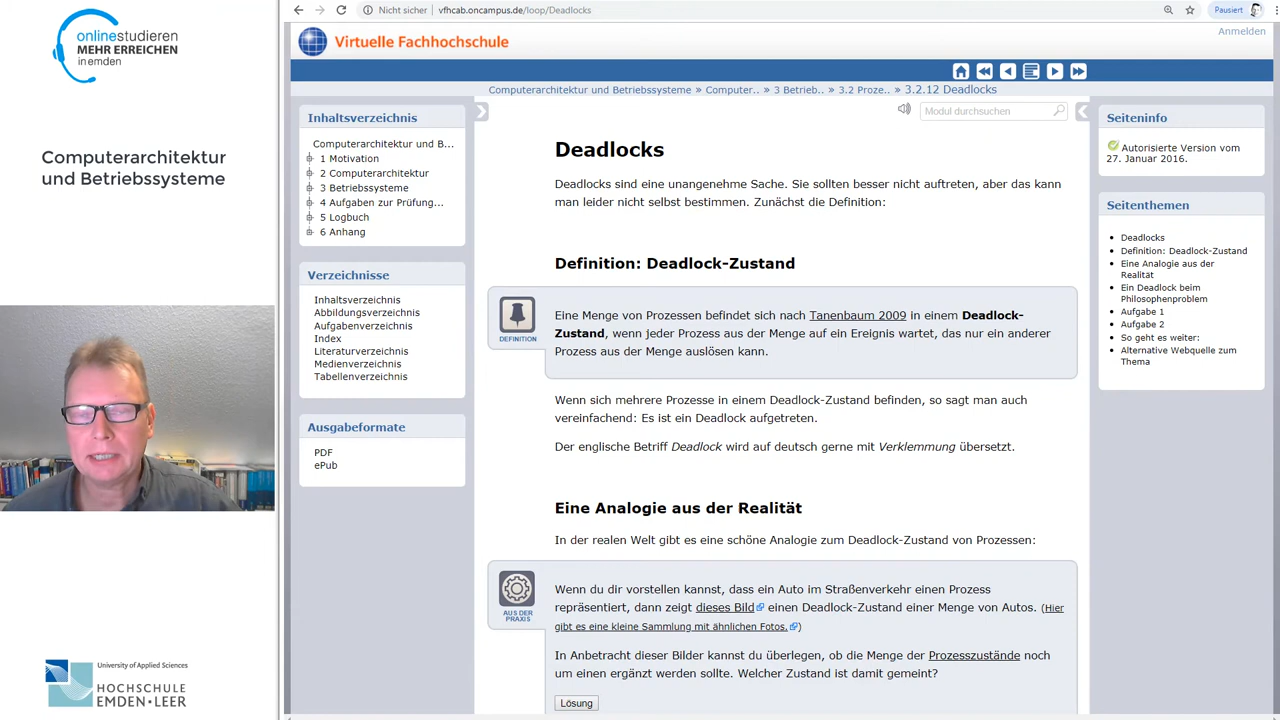 onlinestudieren
MEHR ERREICHEN
in emden
Computerarchitektur
und Betriebssysteme
University of Applied Sciences
HOCHSCHULE
EMDEN·LEER
Nicht sicher | vfhcab.oncampus.de/loop/Deadlocks
Pausiert
Virtuelle Fachhochschule
Anmelden
Computerarchitektur und Betriebssysteme » Computer.. » 3 Betrieb.. » 3.2 Proze.. » 3.2.12 Deadlocks
Modul durchsuchen
Inhaltsverzeichnis
Computerarchitektur und B...
1 Motivation
2 Computerarchitektur
3 Betriebssysteme
4 Aufgaben zur Prüfung...
5 Logbuch
6 Anhang
Verzeichnisse
Inhaltsverzeichnis
Abbildungsverzeichnis
Aufgabenverzeichnis
Index
Literaturverzeichnis
Medienverzeichnis
Tabellenverzeichnis
Ausgabeformate
PDF
ePub
Deadlocks
Deadlocks sind eine unangenehme Sache. Sie sollten besser nicht auftreten, aber das kann
man leider nicht selbst bestimmen. Zunächst die Definition:
Definition: Deadlock-Zustand
DEFINITION
Eine Menge von Prozessen befindet sich nach Tanenbaum 2009 in einem Deadlock-
Zustand, wenn jeder Prozess aus der Menge auf ein Ereignis wartet, das nur ein anderer
Prozess aus der Menge auslösen kann.
Wenn sich mehrere Prozesse in einem Deadlock-Zustand befinden, so sagt man auch
vereinfachend: Es ist ein Deadlock aufgetreten.
Der englische Betriff Deadlock wird auf deutsch gerne mit Verklemmung übersetzt.
Eine Analogie aus der Realität
In der realen Welt gibt es eine schöne Analogie zum Deadlock-Zustand von Prozessen:
AUS DER
PRAXIS
Wenn du dir vorstellen kannst, dass ein Auto im Straßenverkehr einen Prozess
repräsentiert, dann zeigt dieses Bild einen Deadlock-Zustand einer Menge von Autos. (Hier
gibt es eine kleine Sammlung mit ähnlichen Fotos.)
In Anbetracht dieser Bilder kannst du überlegen, ob die Menge der Prozesszustände noch
um einen ergänzt werden sollte. Welcher Zustand ist damit gemeint?
Lösung
Seiteninfo
Autorisierte Version vom
27. Januar 2016.
Seitenthemen
Deadlocks
Definition: Deadlock-Zustand
Eine Analogie aus der
Realität
Ein Deadlock beim
Philosophenproblem
Aufgabe 1
Aufgabe 2
So geht es weiter:
Alternative Webquelle zum
Thema